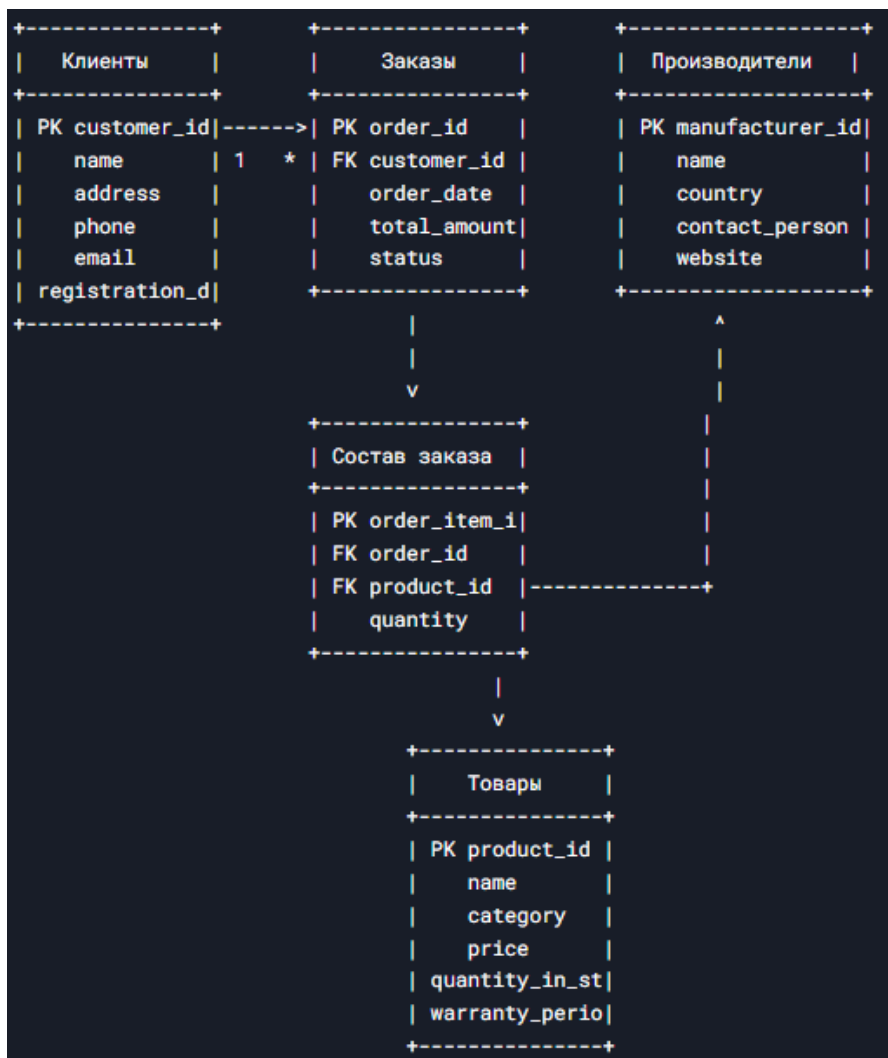 +---------------+       +----------------+       +-------------------+
|   Клиенты     |       |     Заказы     |       |  Производители   |
+---------------+       +----------------+       +-------------------+
| PK customer_id|------>| PK order_id    |       | PK manufacturer_id|
|    name       | 1   * | FK customer_id |       |    name           |
|    address    |       |    order_date  |       |    country        |
|    phone      |       |    total_amount|       |    contact_person |
|    email      |       |    status      |       |    website        |
| registration_d|       +----------------+       +-------------------+
+---------------+               |                        ^
                                |                        |
                                v                        |
                        +----------------+              |
                        | Состав заказа  |              |
                        +----------------+              |
                        | PK order_item_i|              |
                        | FK order_id    |              |
                        | FK product_id  |--------------+
                        |    quantity    |
                        +----------------+
                                       |
                                       v
                                +---------------+
                                |    Товары     |
                                +---------------+
                                | PK product_id |
                                |    name       |
                                |    category   |
                                |    price      |
                                | quantity_in_st|
                                | warranty_perio|
                                +---------------+